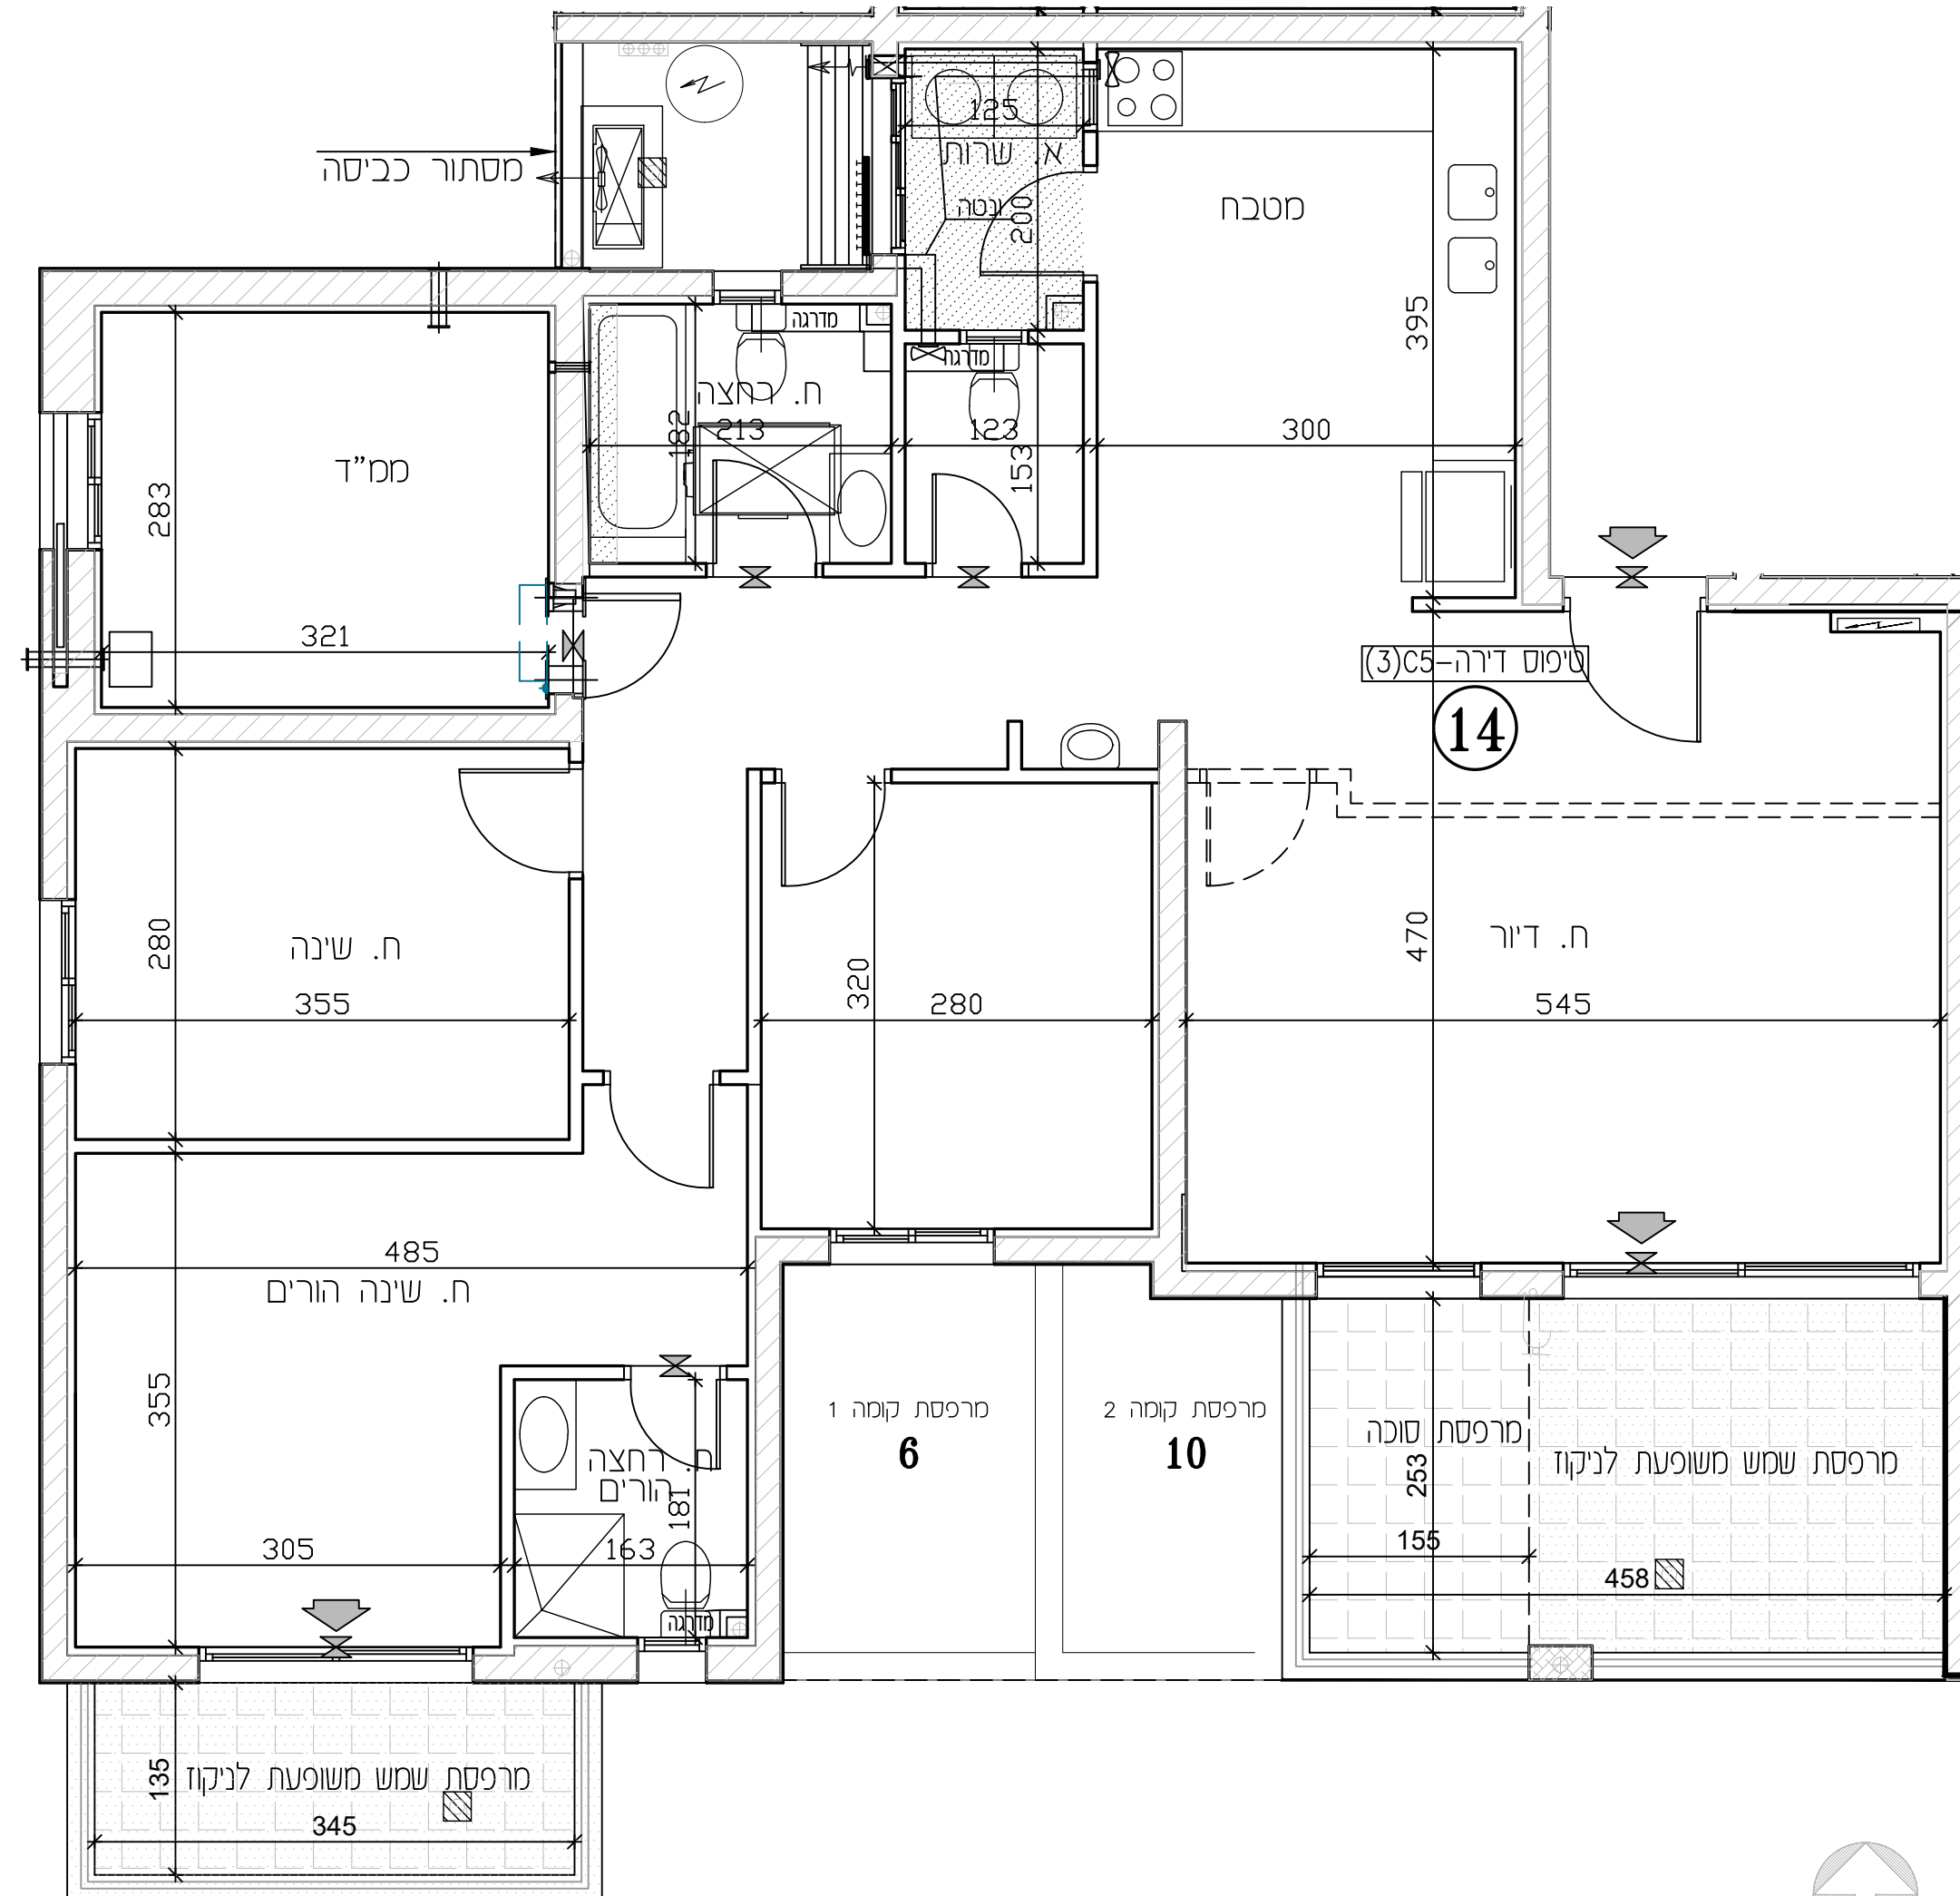 125
א. שרות
ונטה
200
מסתור כביסה
מטבח
395
מדרגה
מדרגה
ח. רחצה
182
213
123
153
300
ממ"ד
283
321
טיפוס דירה-C5(3)
14
ח. שינה
280
355
320
280
ח. דיור
470
545
485
ח. שינה הורים
355
305
ח. רחצה
הורים
181
163
מדרגה
מרפסת קומה 1
6
מרפסת קומה 2
10
מרפסת סוכה
253
155
מרפסת שמש משופעת לניקוז
458
מרפסת שמש משופעת לניקוז
135
345